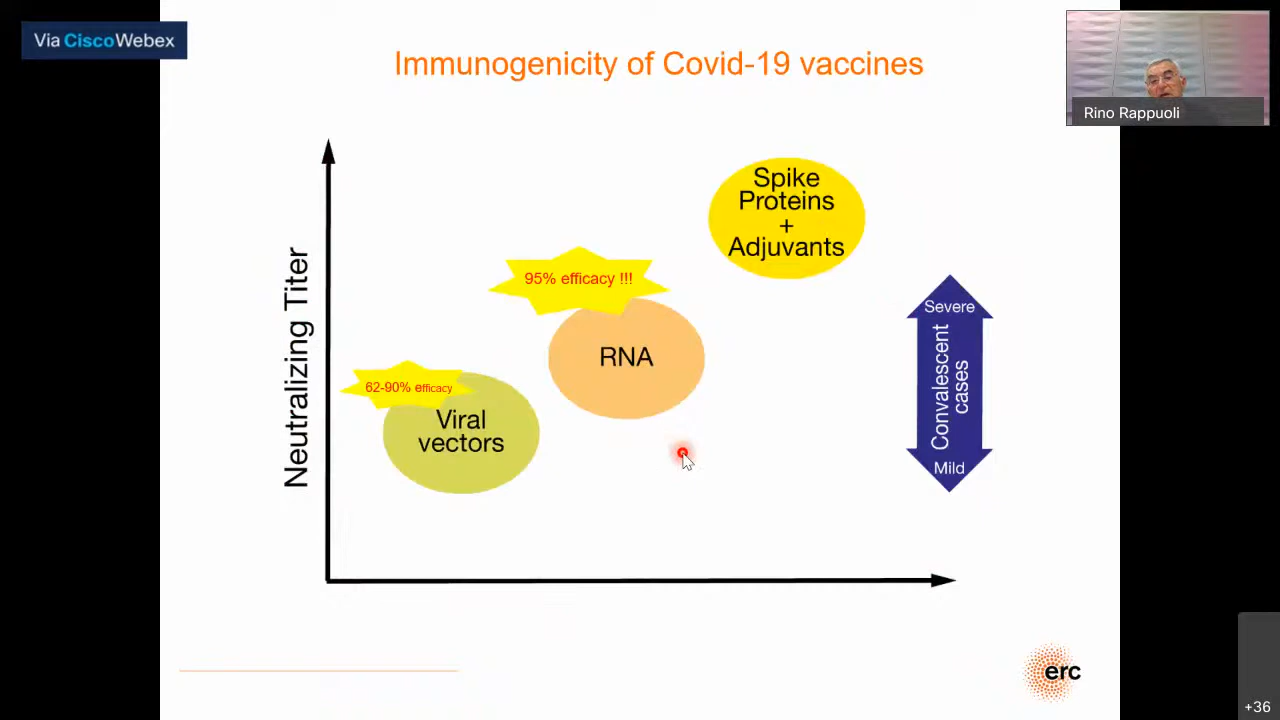 Via CiscoWebex
Immunogenicity of Covid-19 vaccines
Rino Rappuoli
Neutralizing Titer
Spike
Proteins
+
Adjuvants
95% efficacy !!!
RNA
62-90% efficacy
Viral
vectors
Severe
Convalescent
cases
Mild
erc
+36